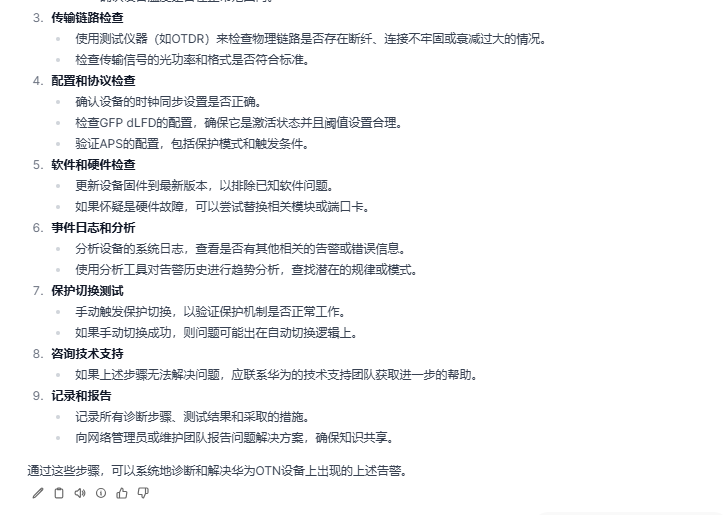 3. 传输链路检查
使用测试仪器（如OTDR）来检查物理链路是否存在断纤、连接不牢固或衰减过大的情况。
检查传输信号的光功率和格式是否符合标准。
4. 配置和协议检查
确认设备的时钟同步设置是否正确。
检查GFP dLFD的配置，确保它是激活状态并且阈值设置合理。
验证APS的配置，包括保护模式和触发条件。
5. 软件和硬件检查
更新设备固件到最新版本，以排除已知软件问题。
如果怀疑是硬件故障，可以尝试替换相关模块或端口卡。
6. 事件日志和分析
分析设备的系统日志，查看是否有其他相关的告警或错误信息。
使用分析工具对告警历史进行趋势分析，查找潜在的规律或模式。
7. 保护切换测试
手动触发保护切换，以验证保护机制是否正常工作。
如果手动切换成功，则问题可能出在自动切换逻辑上。
8. 咨询技术支持
如果上述步骤无法解决问题，应联系华为的技术支持团队获取进一步的帮助。
9. 记录和报告
记录所有诊断步骤、测试结果和采取的措施。
向网络管理员或维护团队报告问题解决方案，确保知识共享。
通过这些步骤，可以系统地诊断和解决华为OTN设备上出现的上述告警。